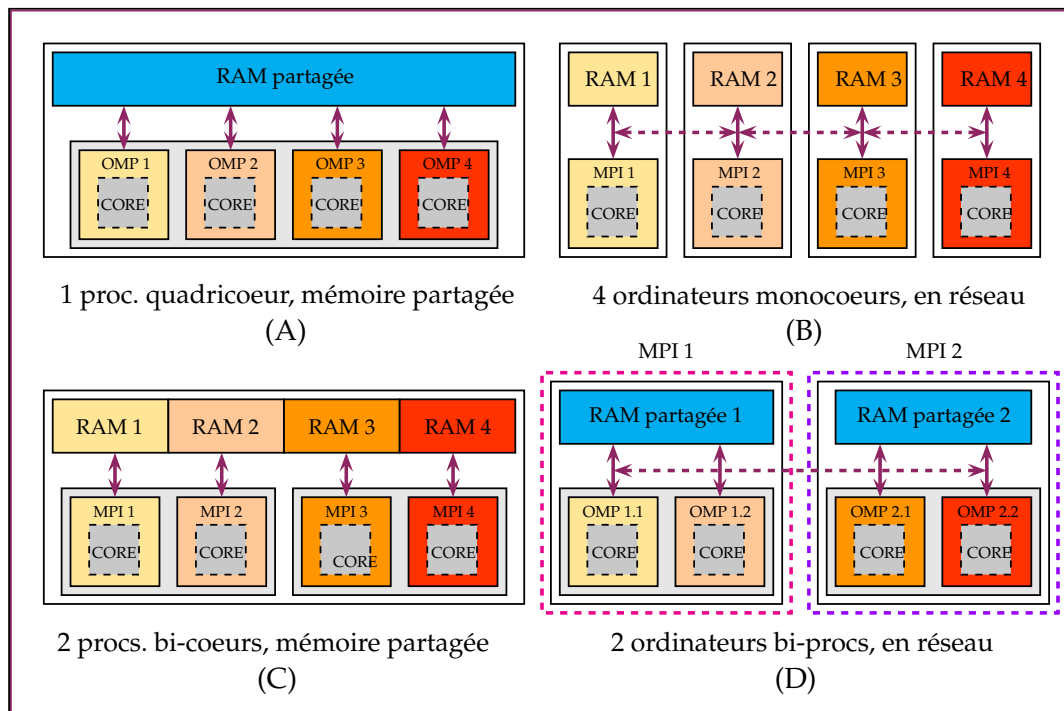 RAM partagée
OMP 1 OMP 2 OMP 3 OMP 4
CORE CORE CORE CORE
1 proc. quadricoeur, mémoire partagée
(A)
RAM 1 RAM 2 RAM 3 RAM 4
MPI 1 MPI 2 MPI 3 MPI 4
CORE CORE CORE CORE
4 ordinateurs monocoeurs, en réseau
(B)
RAM 1 RAM 2 RAM 3 RAM 4
MPI 1 MPI 2 MPI 3 MPI 4
CORE CORE CORE CORE
2 procs. bi-coeurs, mémoire partagée
(C)
MPI 1 MPI 2
RAM partagée 1 RAM partagée 2
OMP 1.1 OMP 1.2 OMP 2.1 OMP 2.2
CORE CORE CORE CORE
2 ordinateurs bi-procs, en réseau
(D)